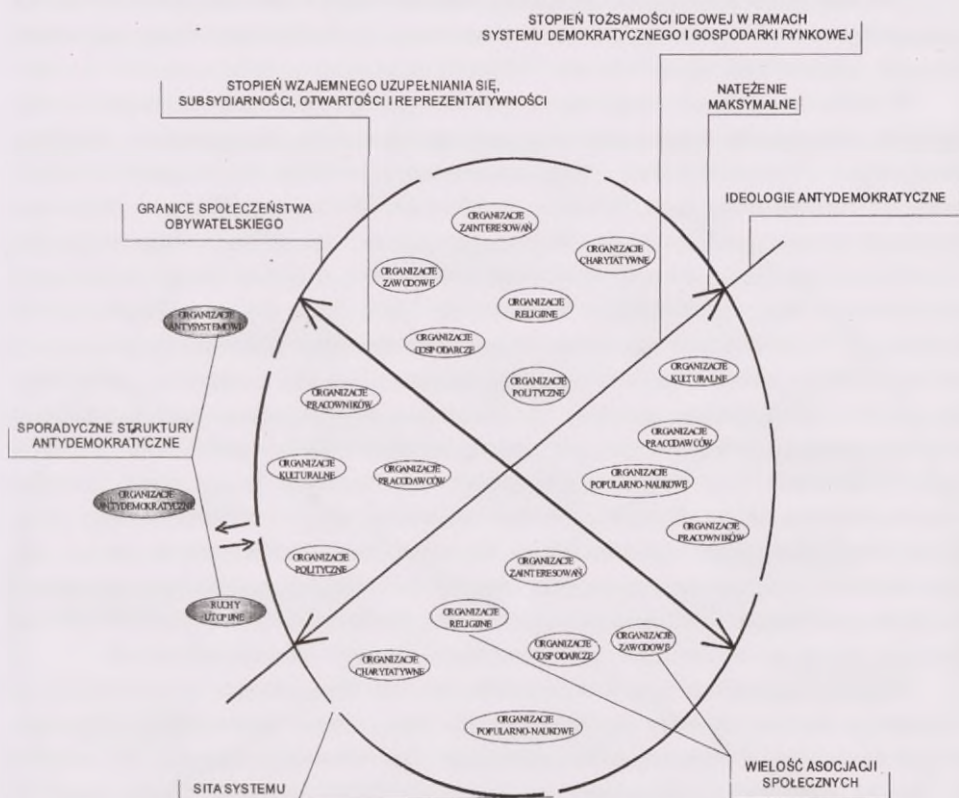 STOPIEŃ TOŻSAMOŚCI IDEOWEJ W RAMACH
SYSTEMU DEMOKRATYCZNEGO I GOSPODARKI RYNKOWEJ
STOPIEŃ WZAJEMNEGO UZUPEŁNIANIA SIĘ,
SUBSYDIARNOŚCI, OTWARTOŚCI I REPREZENTATYWNOŚCI
NATĘŻENIE
MAKSYMALNE
GRANICE SPOŁECZEŃSTWA
OBYWATELSKIEGO
IDEOLOGIE ANTYDEMOKRATYCZNE
ORGANIZACJE
ZAINTERESOWAŃ
ORGANIZACJE
CHARYTATYWNE
ORGANIZACJE
ZAWODOWE
ORGANIZACJE
RELIGIJNE
ORGANIZACJE
ANTYSYSTEMOWE
ORGANIZACJE
GOSPODARCZE
ORGANIZACJE
KULTURALNE
ORGANIZACJE
POLITYCZNE
ORGANIZACJE
PRACOWNIKÓW
SPORADYCZNE STRUKTURY
ANTYDEMOKRATYCZNE
ORGANIZACJE
PRACODAWCÓW
ORGANIZACJE
KULTURALNE
ORGANIZACJE
PRACODAWCÓW
ORGANIZACJE
POPULARNO-NAUKOWE
ORGANIZACJE
ANTYDEMOKRATYCZNE
ORGANIZACJE
PRACOWNIKÓW
ORGANIZACJE
POLITYCZNE
ORGANIZACJE
ZAINTERESOWAŃ
RUCHY
UTOPIJNE
ORGANIZACJE
RELIGIJNE
ORGANIZACJE
GOSPODARCZE
ORGANIZACJE
ZAWODOWE
ORGANIZACJE
CHARYTATYWNE
ORGANIZACJE
POPULARNO-NAUKOWE
WIELOŚĆ ASOCJACJI
SPOŁECZNYCH
SITA SYSTEMU